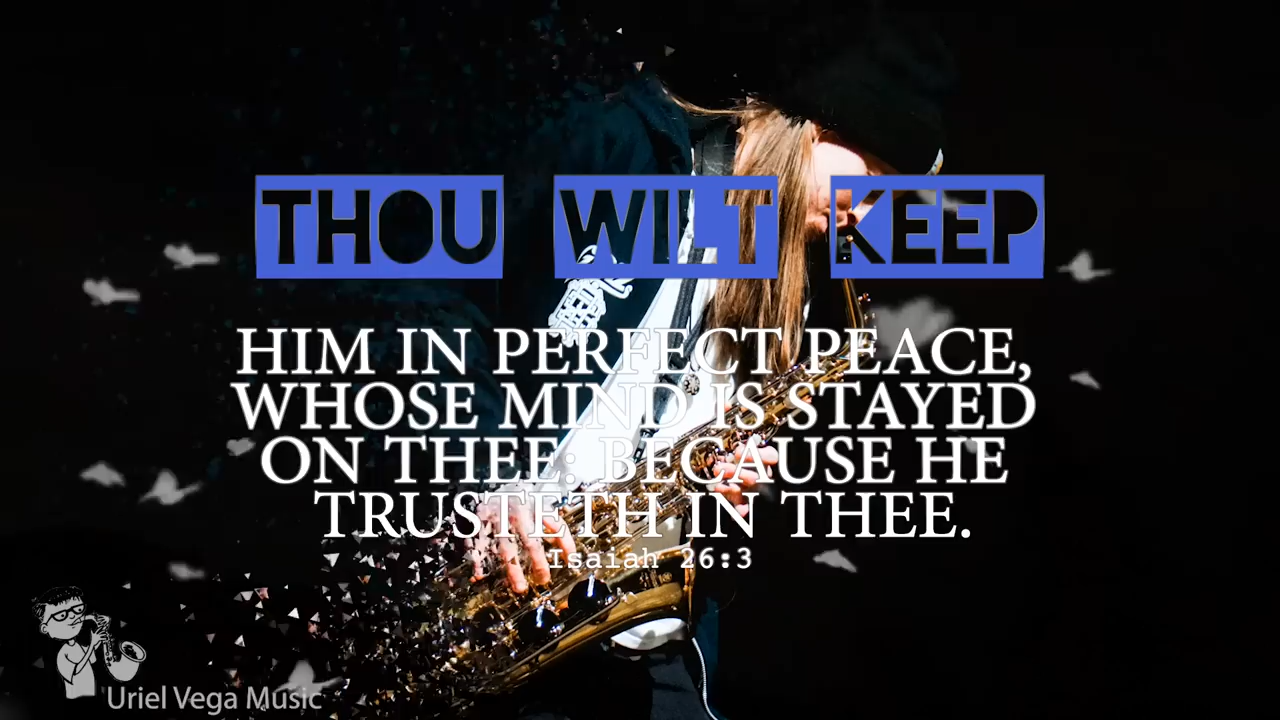 THOU WILT KEEP
HIM IN PERFECT PEACE,
WHOSE MIND IS STAYED
ON THEE: BECAUSE HE
TRUSTETH IN THEE.
Isaiah 26:3
Uriel Vega Music